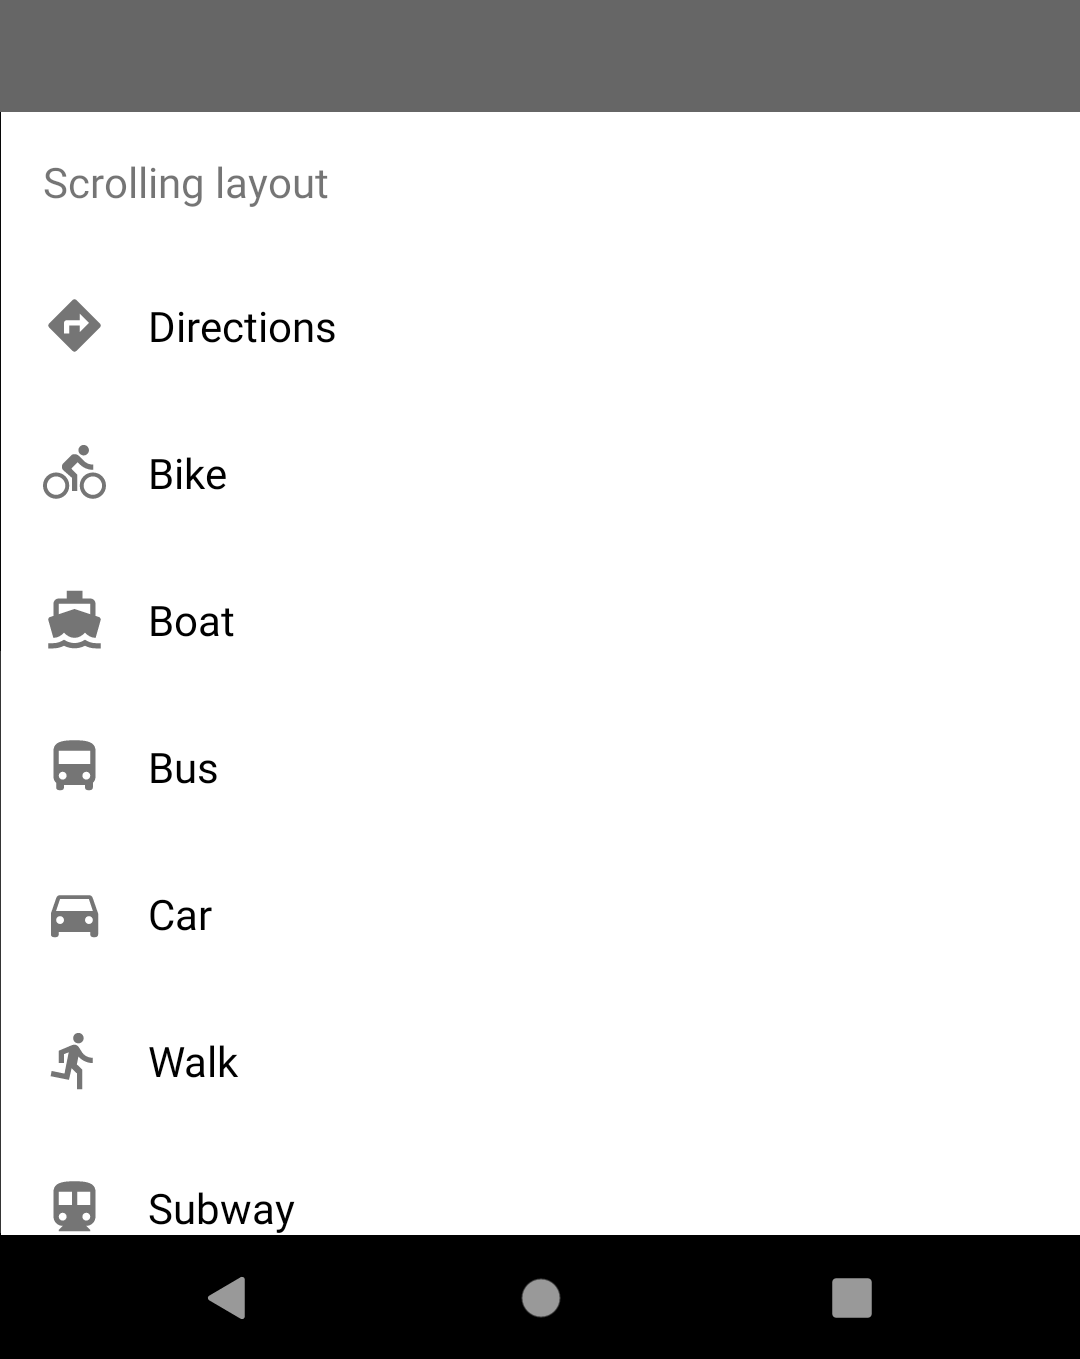 Scrolling layout
Directions
Bike
Boat
Bus
Car
Walk
Subway